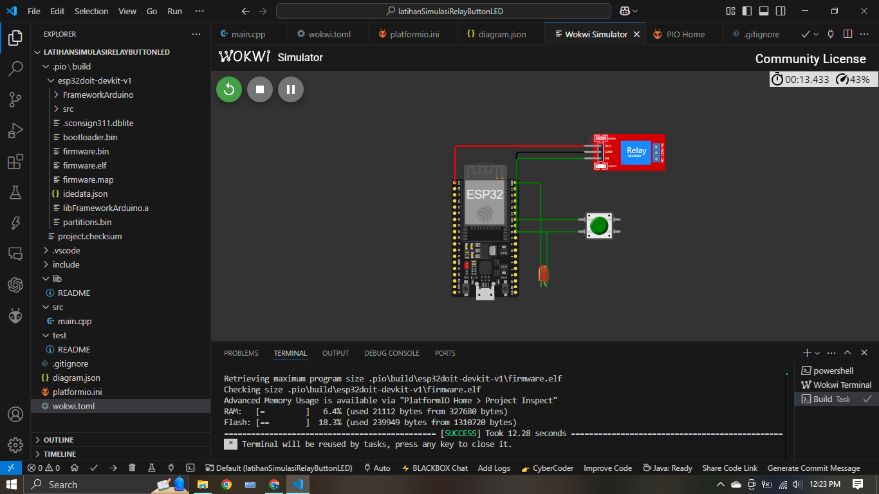 File Edit Selection View Go Run ···
latihanSimulasiRelayButtonLED
EXPLORER ···
main.cpp wokwi.toml platformio.ini diagram.json Wokwi Simulator PIO Home .gitignore
LATIHANSIMULASIRELAYBUTTONLED
.pio \ build
esp32doit-devkit-v1
FrameworkArduino
src
.sconsign311.dblite
bootloader.bin
firmware.bin
firmware.elf
firmware.map
idedata.json
libFrameworkArduino.a
partitions.bin
project.checksum
.vscode
include
lib
README
src
main.cpp
test
README
.gitignore
diagram.json
platformio.ini
wokwi.toml
OUTLINE
TIMELINE
WOKWI Simulator
Community License
00:13.433 43%
Relay
Module
ESP32
PROBLEMS TERMINAL OUTPUT DEBUG CONSOLE PORTS
Retrieving maximum program size .pio\build\esp32doit-devkit-v1\firmware.elf
Checking size .pio\build\esp32doit-devkit-v1\firmware.elf
Advanced Memory Usage is available via "PlatformIO Home > Project Inspect"
RAM: [= ] 6.4% (used 21112 bytes from 327680 bytes)
Flash: [== ] 18.3% (used 239949 bytes from 1310720 bytes)
[SUCCESS] Took 12.28 seconds
* Terminal will be reused by tasks, press any key to close it.
powershell
Wokwi Terminal
Build Task
0 0 Default (latihanSimulasiRelayButtonLED) Auto BLACKBOX Chat Add Logs CyberCoder Improve Code Java: Ready Share Code Link Generate Commit Message
Search
12:23 PM